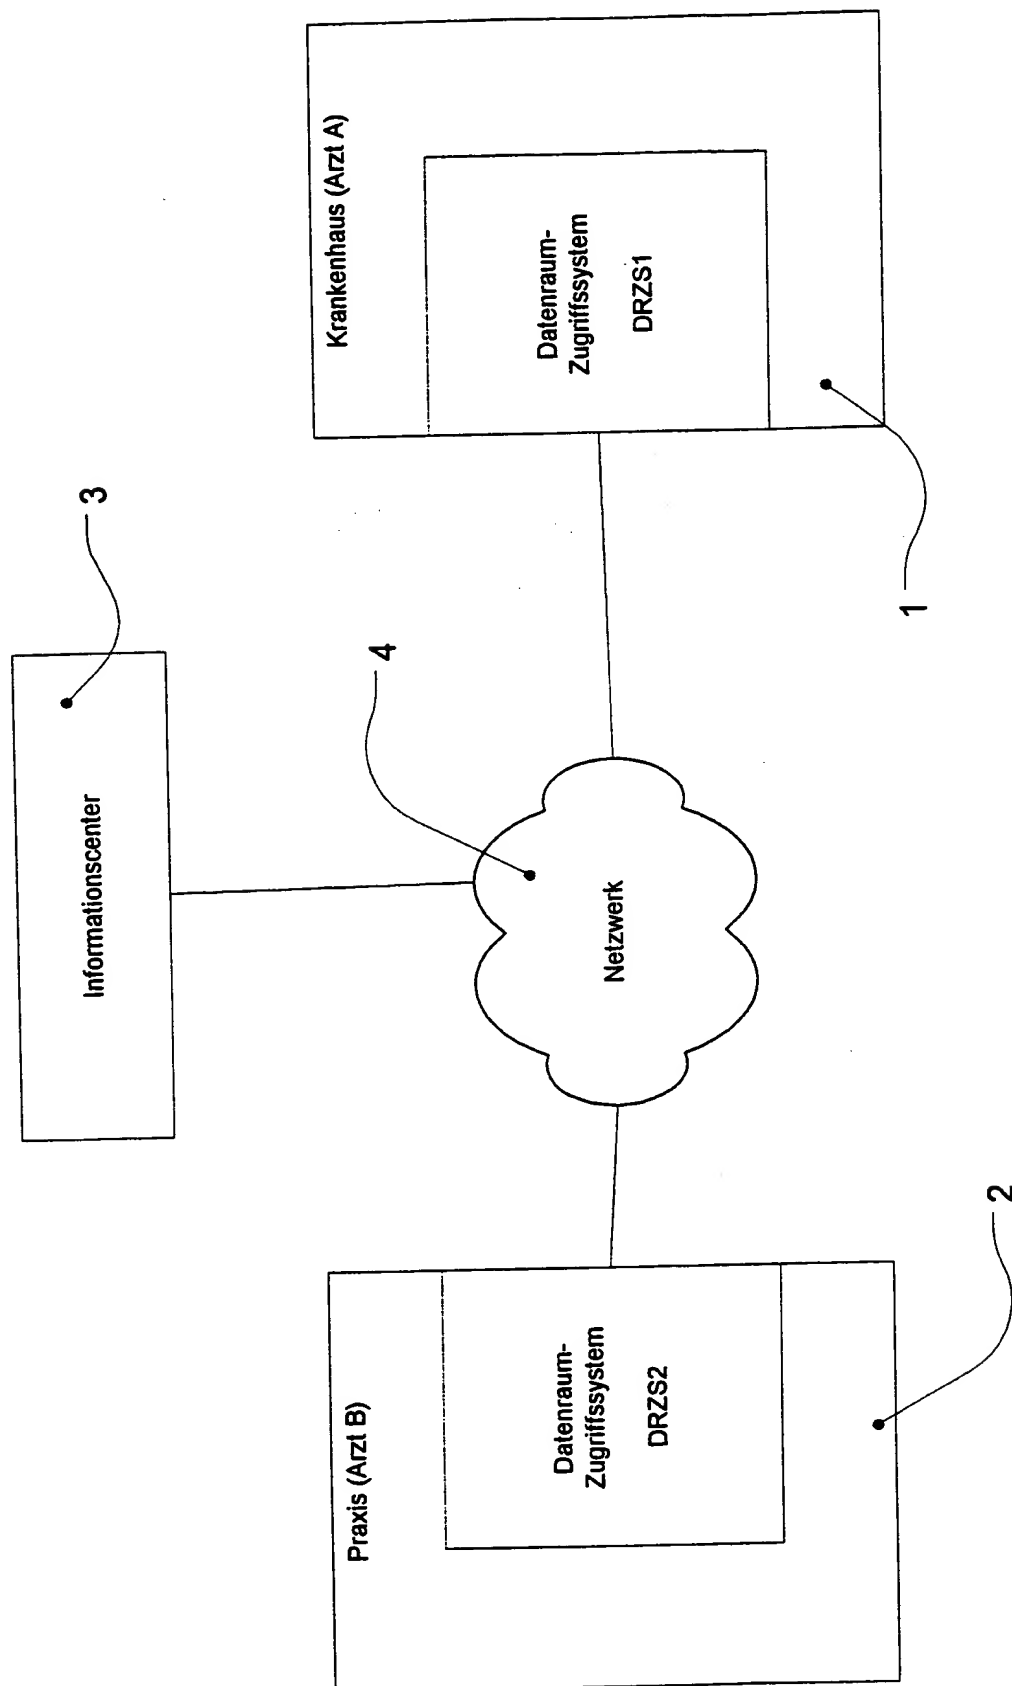 Informationscenter
3
Praxis (Arzt B)
Datenraum-
Zugriffssystem
DRZS2
2
Netzwerk
4
Krankenhaus (Arzt A)
Datenraum-
Zugriffssystem
DRZS1
1